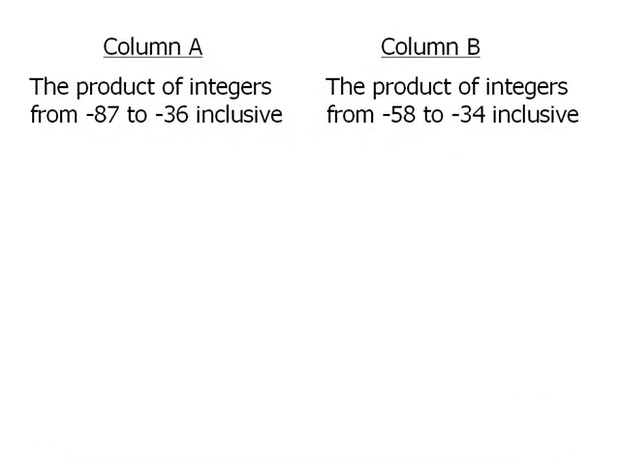 Column A
Column B
The product of integers
from -87 to -36 inclusive
The product of integers
from -58 to -34 inclusive